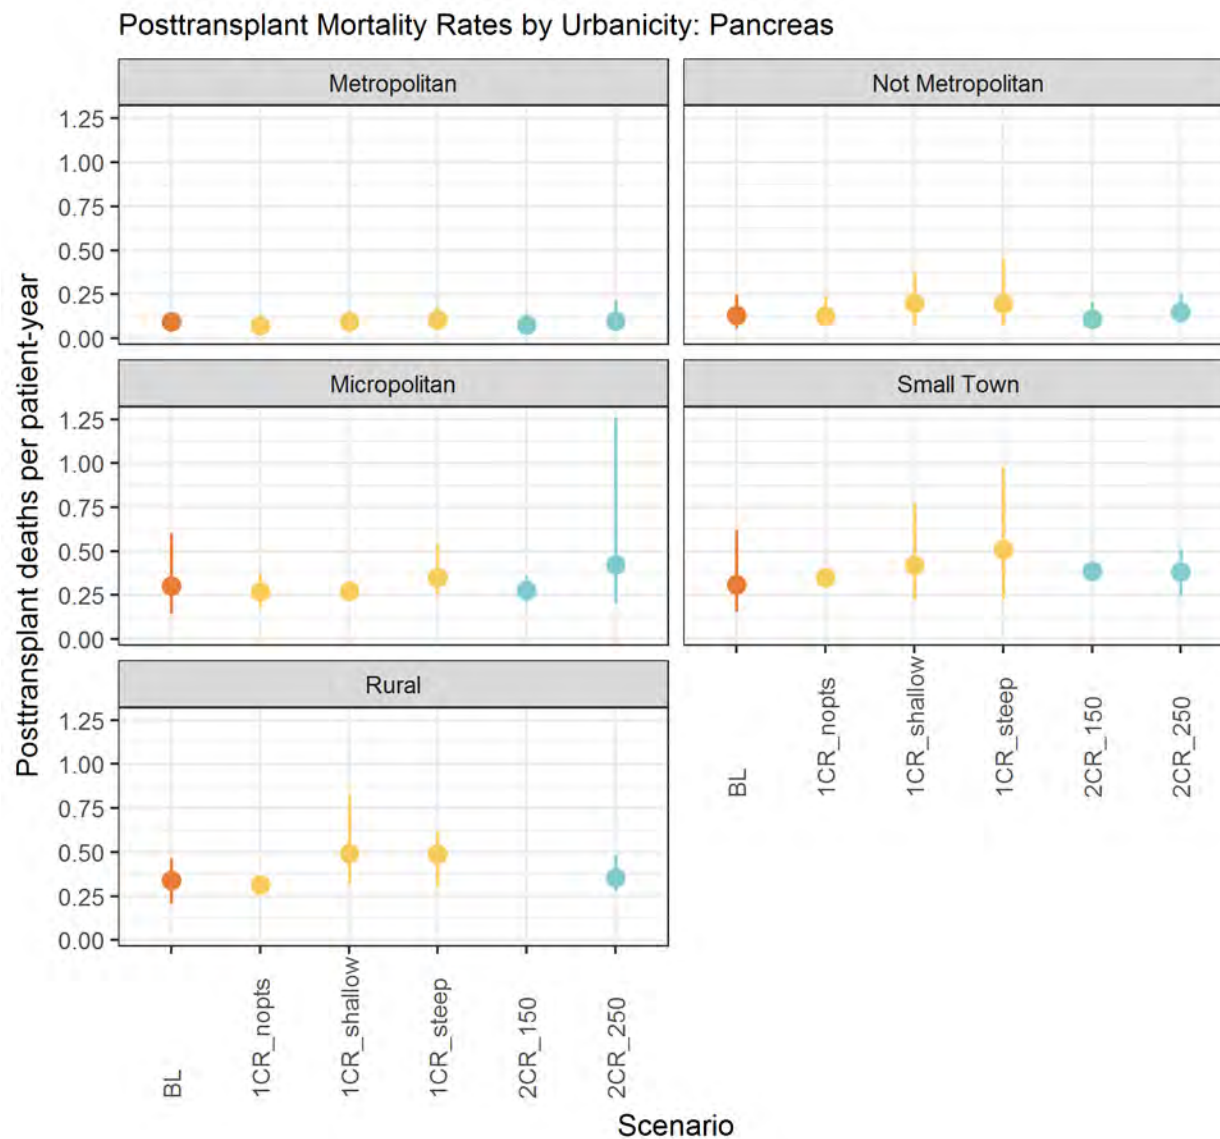 Posttransplant Mortality Rates by Urbanicity: Pancreas
Metropolitan
Not Metropolitan
1.25
1.00
0.75
0.50
0.25
0.00
Micropolitan
Small Town
1.25
1.00
0.75
0.50
0.25
0.00
Rural
1.25
1.00
0.75
0.50
0.25
0.00
Posttransplant deaths per patient-year
BL
1CR_nopts
1CR_shallow
1CR_steep
2CR_150
2CR_250
BL
1CR_nopts
1CR_shallow
1CR_steep
2CR_150
2CR_250
Scenario